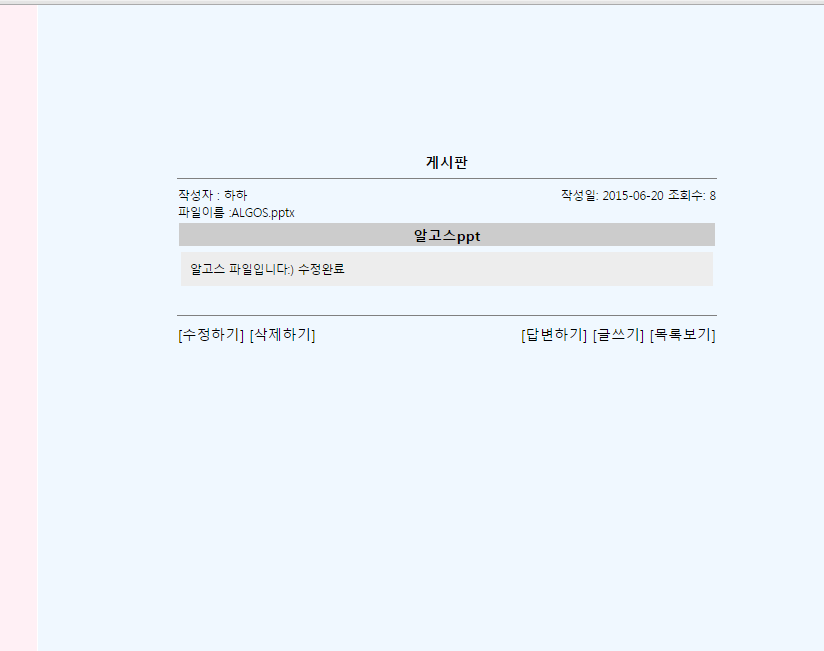 게시판
작성자 : 하하 작성일: 2015-06-20 조회수: 8
파일이름 :ALGOS.pptx
알고스ppt
알고스 파일입니다:) 수정완료
[수정하기] [삭제하기] [답변하기] [글쓰기] [목록보기]